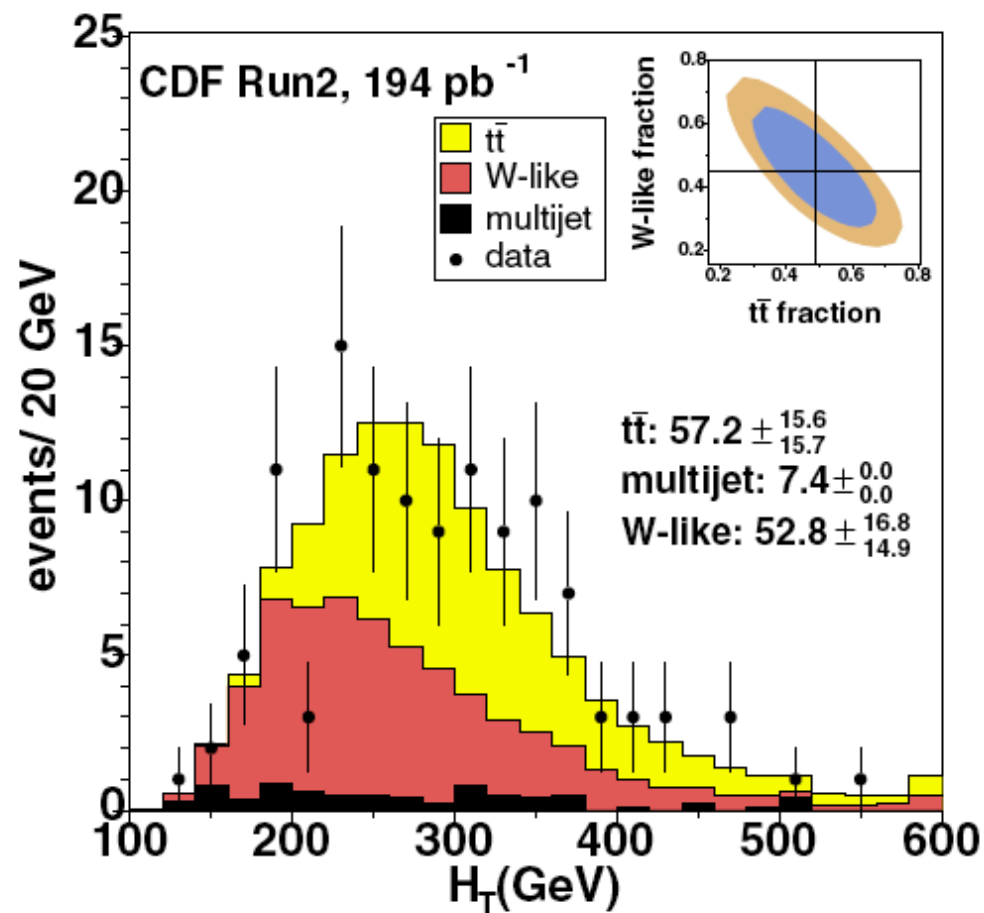 CDF Run2, 194 pb⁻¹
tt̄
W-like
multijet
data
W-like fraction
0.8
0.6
0.4
0.2
0.2 0.4 0.6 0.8
tt̄ fraction
tt̄: 57.2 ± 15.6 15.7
multijet: 7.4± 0.0 0.0
W-like: 52.8 ± 16.8 14.9
events/ 20 GeV
25
20
15
10
5
0
100 200 300 400 500 600
H_T(GeV)